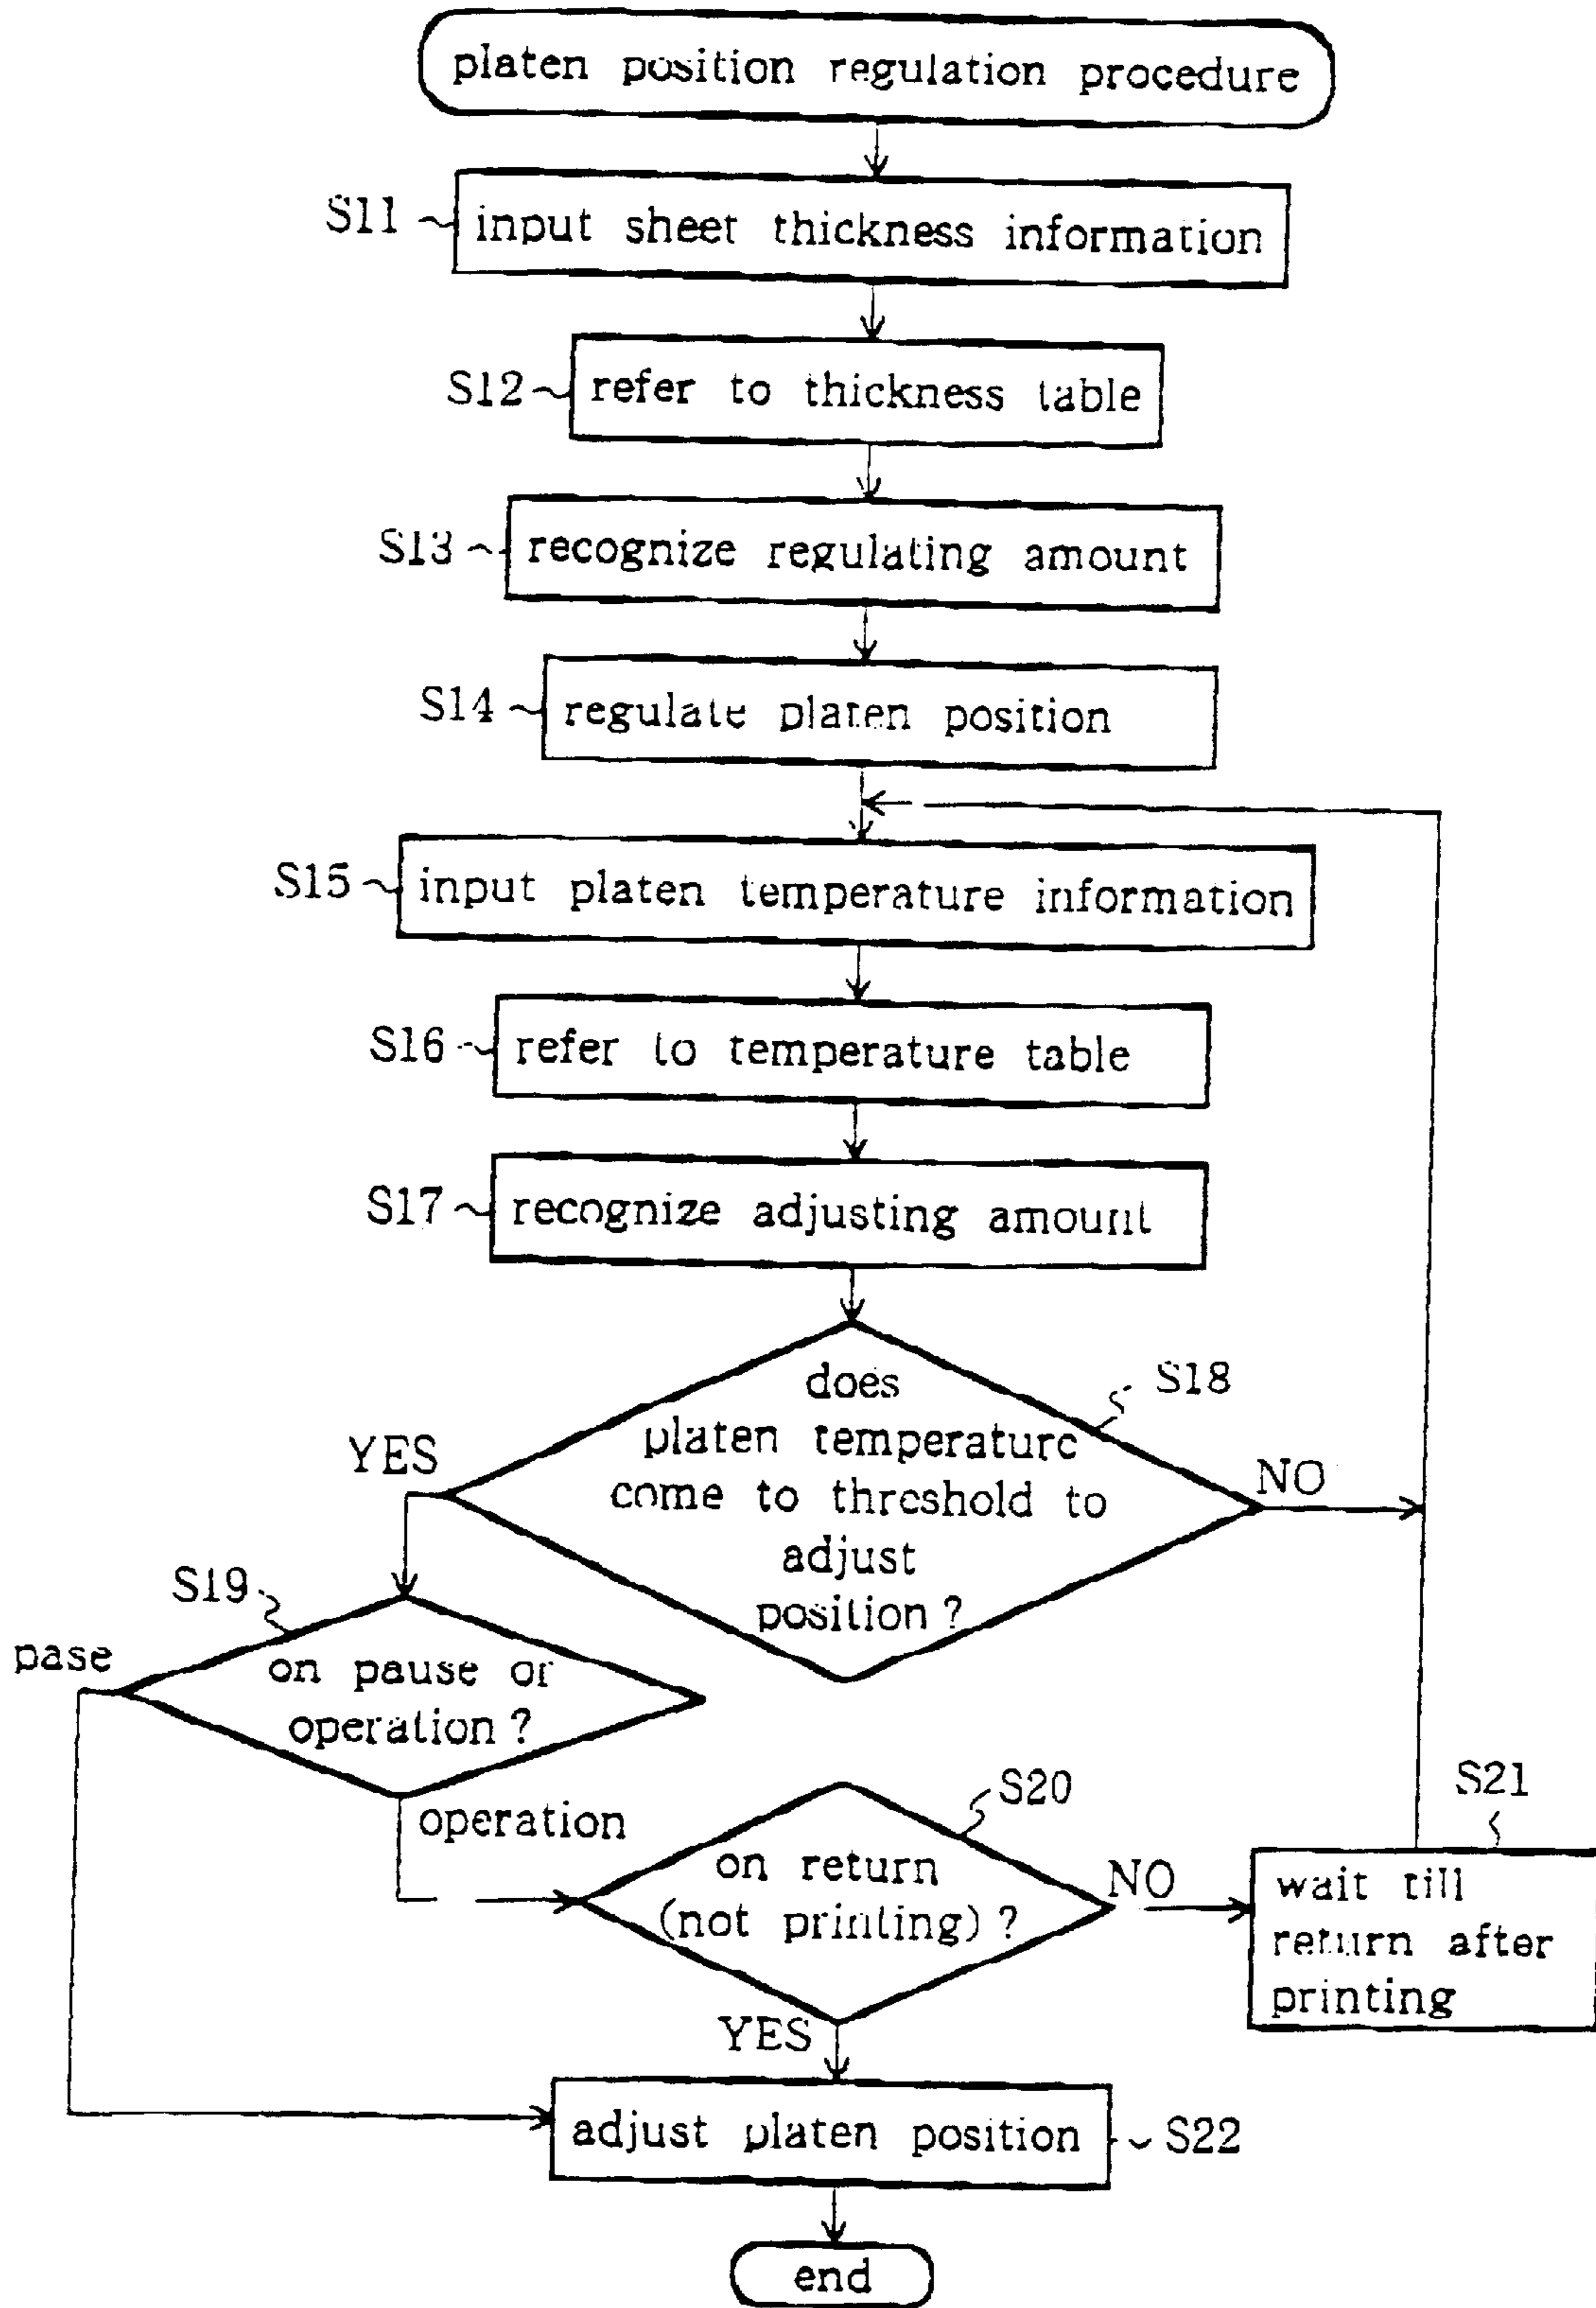 platen position regulation procedure
S11
input sheet thickness information
S12
refer to thickness table
S13
recognize regulating amount
S14
regulate platen position
S15
input platen temperature information
S16
refer to temperature table
S17
recognize adjusting amount
does
platen temperature
come to threshold to
adjust
position ?
S18
YES
NO
S19
on pause or
operation ?
pase
operation
S20
on return
(not printing) ?
NO
S21
wait till
return after
printing
YES
adjust platen position
S22
end